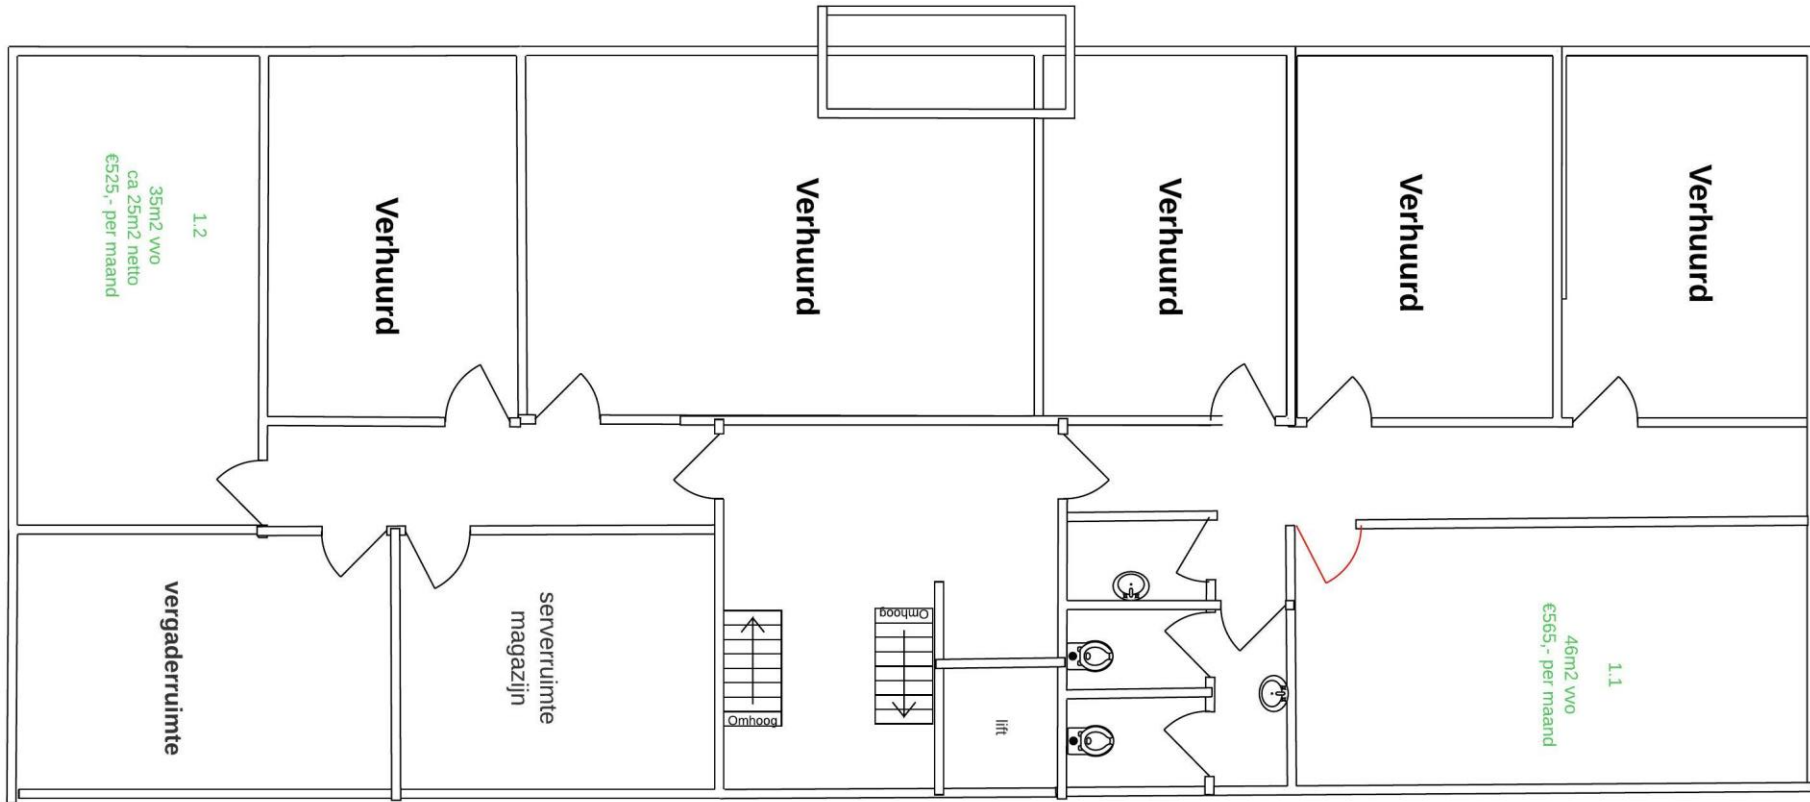 1.2
35m2 vvo
ca 25m2 netto
€525,- per maand
Verhuurd
Verhuurd
Verhuurd
Verhuurd
Verhuurd
vergaderruimte
serverruimte
magazijn
Omhoog
Omhoog
lift
1.1
46m2 vvo
€565,- per maand